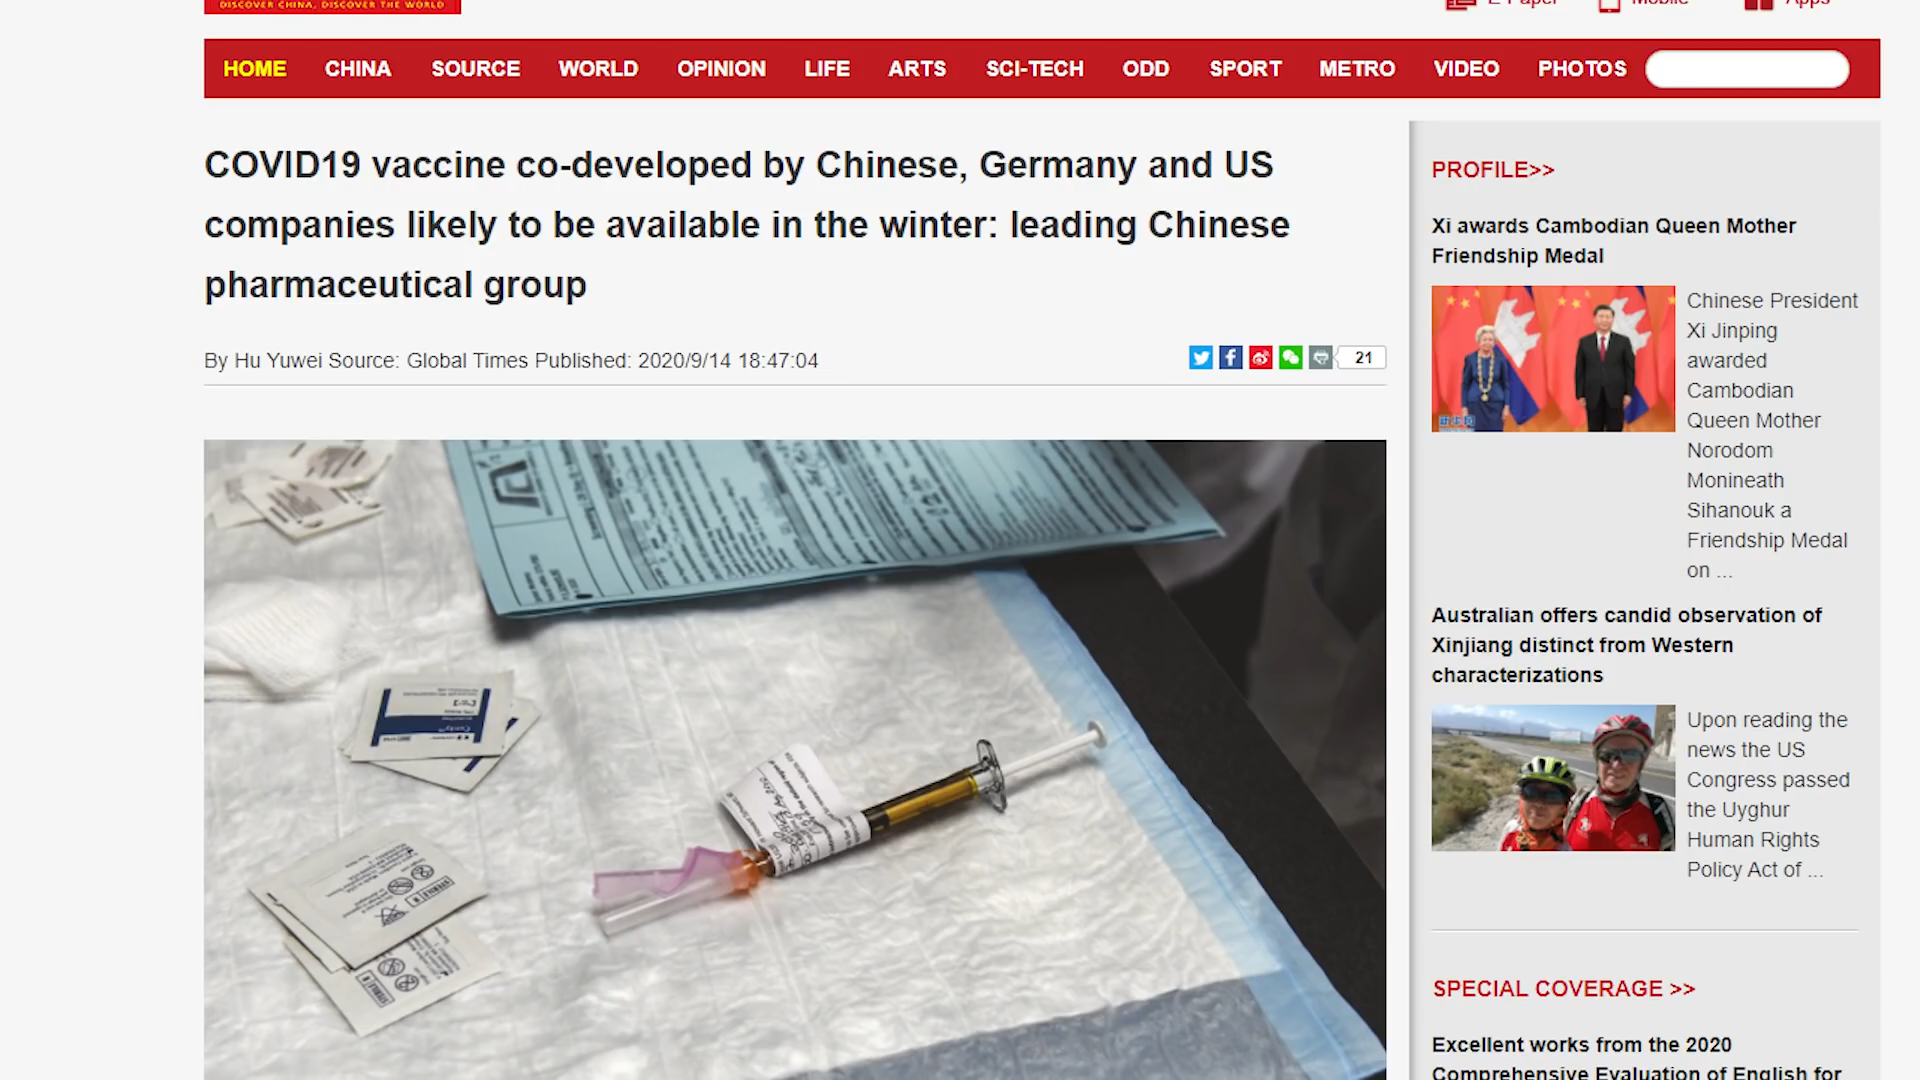 DISCOVER CHINA, DISCOVER THE WORLD
E-Paper Mobile Apps
HOME CHINA SOURCE WORLD OPINION LIFE ARTS SCI-TECH ODD SPORT METRO VIDEO PHOTOS
COVID19 vaccine co-developed by Chinese, Germany and US
companies likely to be available in the winter: leading Chinese
pharmaceutical group
By Hu Yuwei Source: Global Times Published: 2020/9/14 18:47:04
21
PROFILE>>
Xi awards Cambodian Queen Mother
Friendship Medal
Chinese President
Xi Jinping
awarded
Cambodian
Queen Mother
Norodom
Monineath
Sihanouk a
Friendship Medal
on ...
Australian offers candid observation of
Xinjiang distinct from Western
characterizations
Upon reading the
news the US
Congress passed
the Uyghur
Human Rights
Policy Act of ...
SPECIAL COVERAGE >>
Excellent works from the 2020
Comprehensive Evaluation of English for